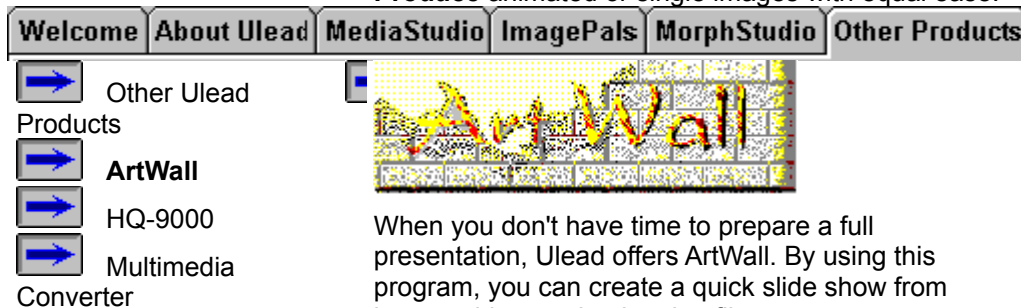 Produces animated or single images with equal ease.
Welcome About Ulead MediaStudio ImagePals MorphStudio Other Products
Other Ulead
Products
ArtWall
HQ-9000
Multimedia
Converter
ArtWall
When you don't have time to prepare a full
presentation, Ulead offers ArtWall. By using this
program, you can create a quick slide show from